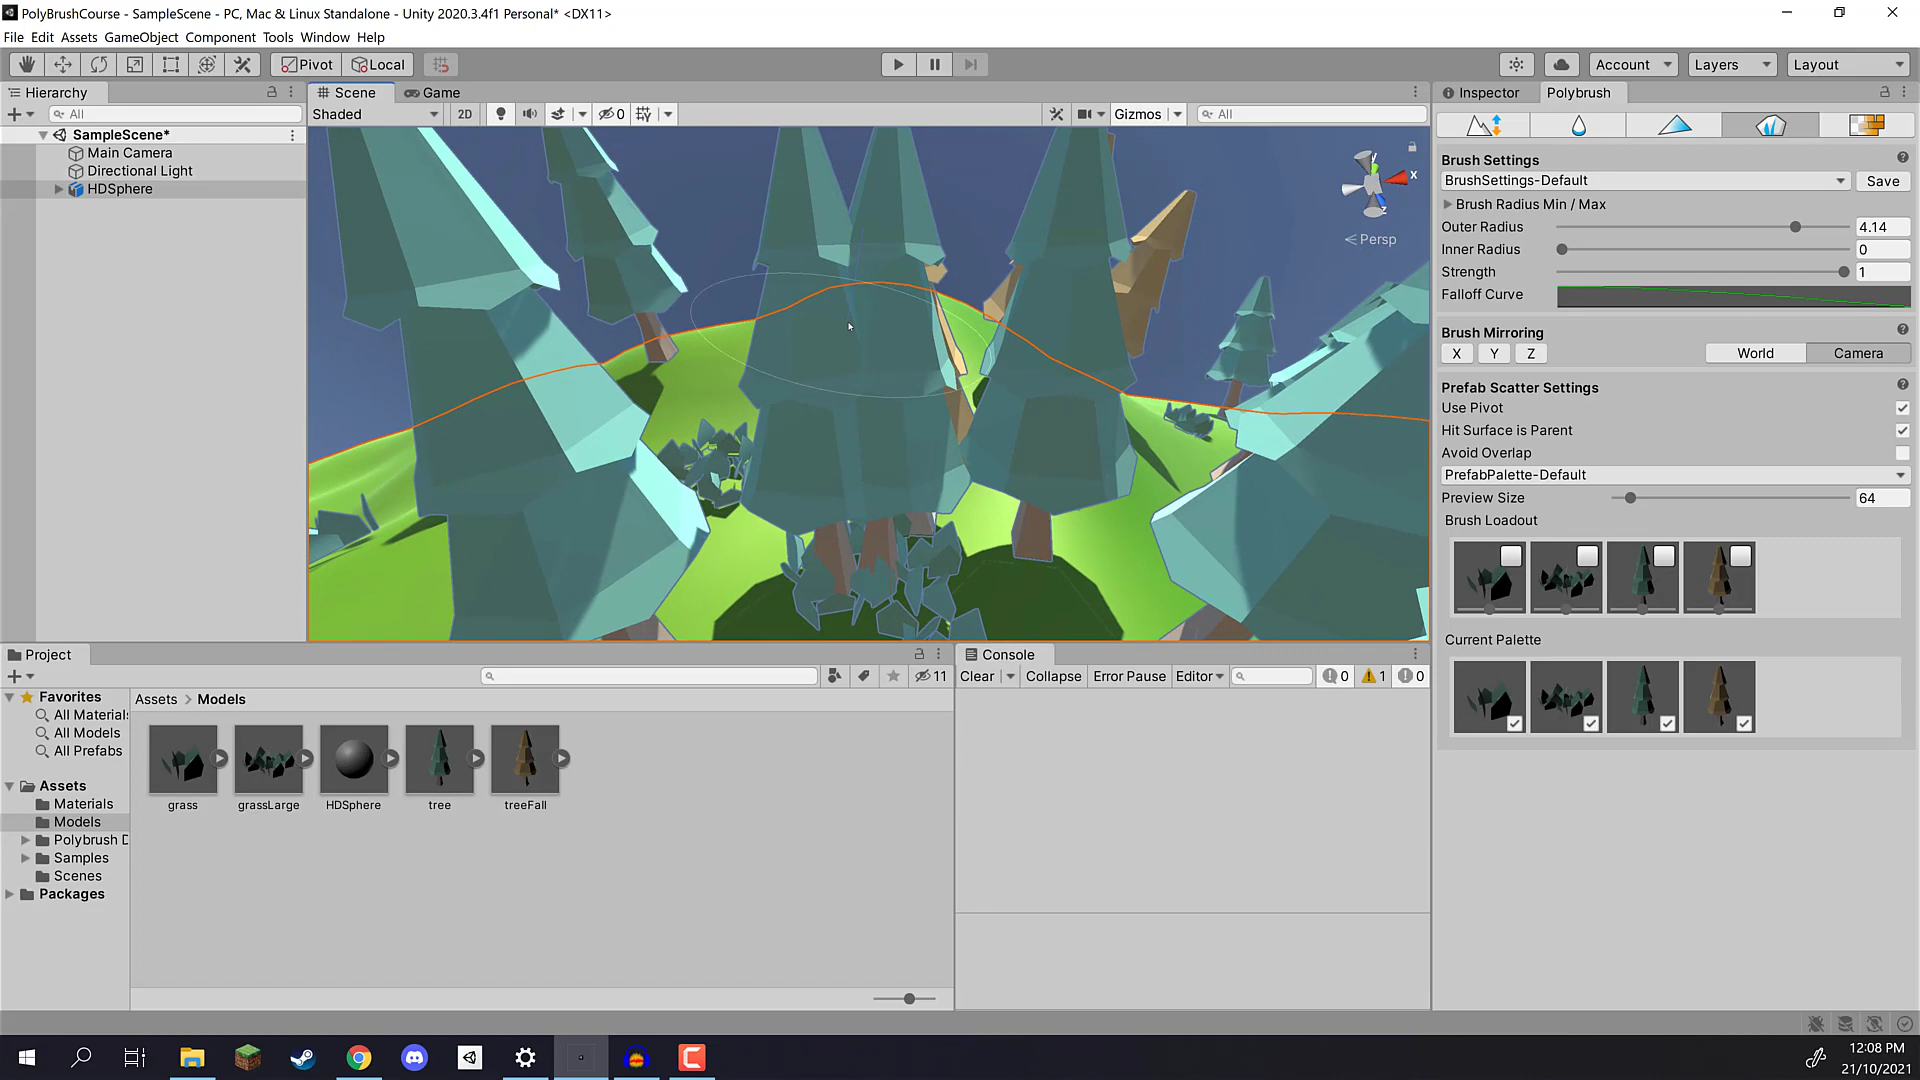 PolyBrushCourse - SampleScene - PC, Mac & Linux Standalone - Unity 2020.3.4f1 Personal* <DX11>
File Edit Assets GameObject Component Tools Window Help
Pivot Local Account Layers Layout
Hierarchy
All
SampleScene*
Main Camera
Directional Light
HDSphere
Scene Game
Shaded 2D 0 Gizmos All
Y
X
Z
Persp
Inspector Polybrush
Brush Settings
BrushSettings-Default Save
Brush Radius Min / Max
Outer Radius 4.14
Inner Radius 0
Strength 1
Falloff Curve
Brush Mirroring
X Y Z World Camera
Prefab Scatter Settings
Use Pivot
Hit Surface is Parent
Avoid Overlap
PrefabPalette-Default
Preview Size 64
Brush Loadout
Current Palette
Project
11
Favorites
All Materials
All Models
All Prefabs
Assets
Materials
Models
Polybrush D
Samples
Scenes
Packages
Assets > Models
grass grassLarge HDSphere tree treeFall
Console
Clear Collapse Error Pause Editor 0 1 0
12:08 PM
21/10/2021